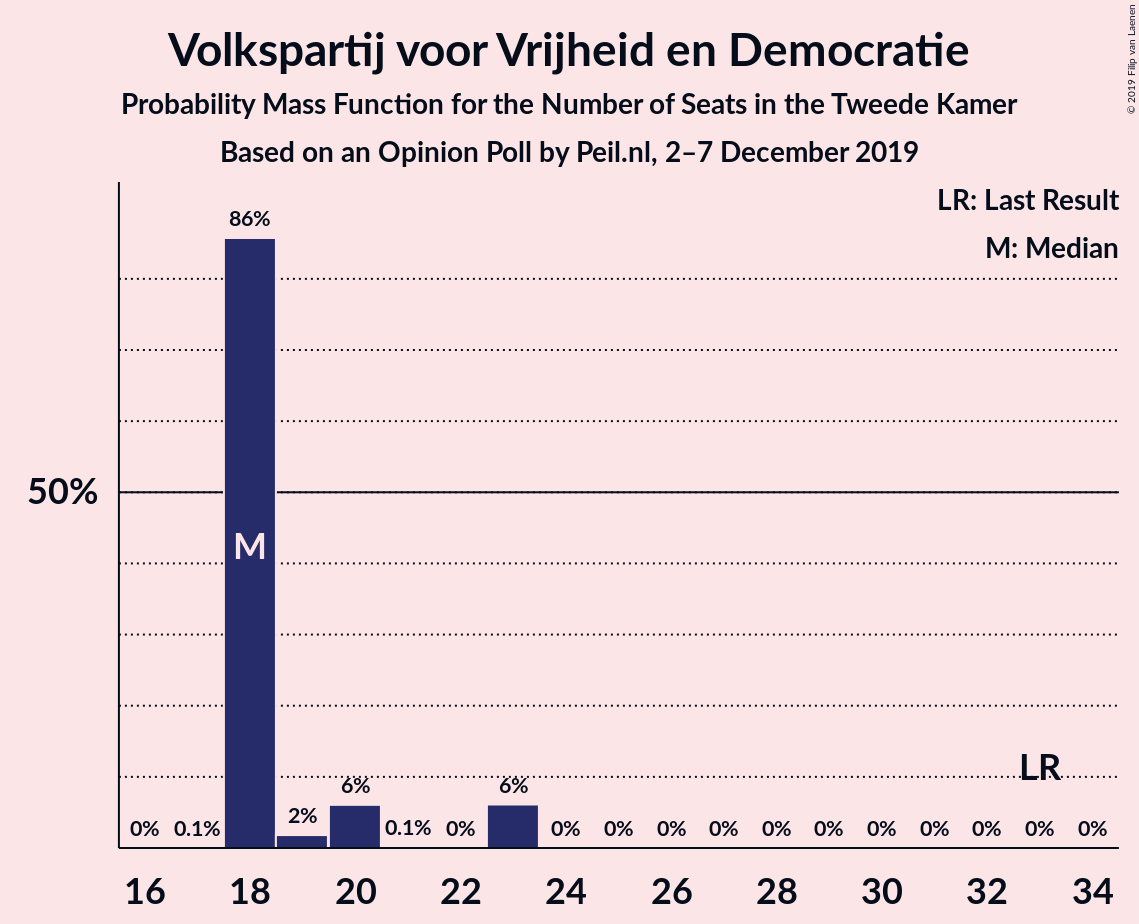 Volkspartij voor Vrijheid en Democratie
Probability Mass Function for the Number of Seats in the Tweede Kamer
Based on an Opinion Poll by Peil.nl, 2–7 December 2019
© 2019 Filip van Laenen
LR: Last Result
M: Median
86%
50%
M
LR
0% 0.1% 2% 6% 0.1% 0% 6% 0% 0% 0% 0% 0% 0% 0% 0% 0% 0% 0%
16 18 20 22 24 26 28 30 32 34